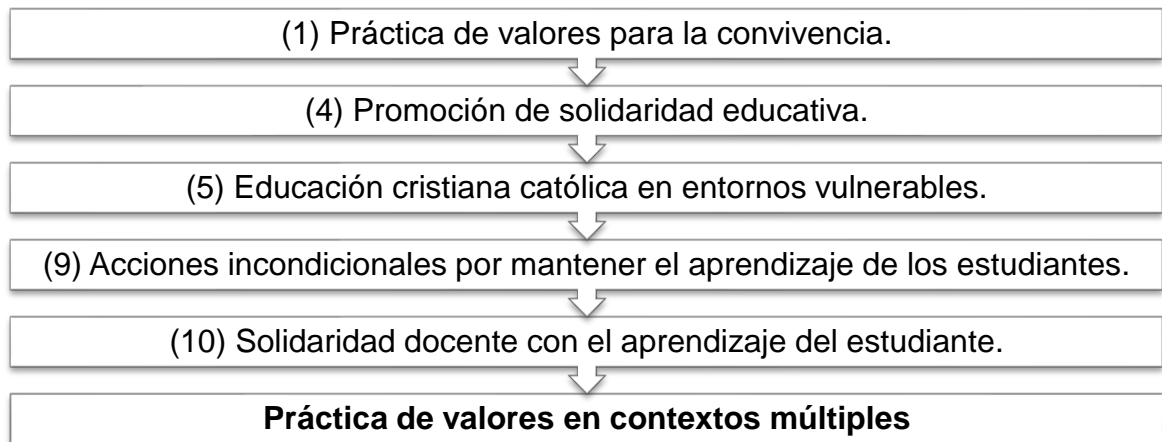 (1) Práctica de valores para la convivencia.
(4) Promoción de solidaridad educativa.
(5) Educación cristiana católica en entornos vulnerables.
(9) Acciones incondicionales por mantener el aprendizaje de los estudiantes.
(10) Solidaridad docente con el aprendizaje del estudiante.
Práctica de valores en contextos múltiples